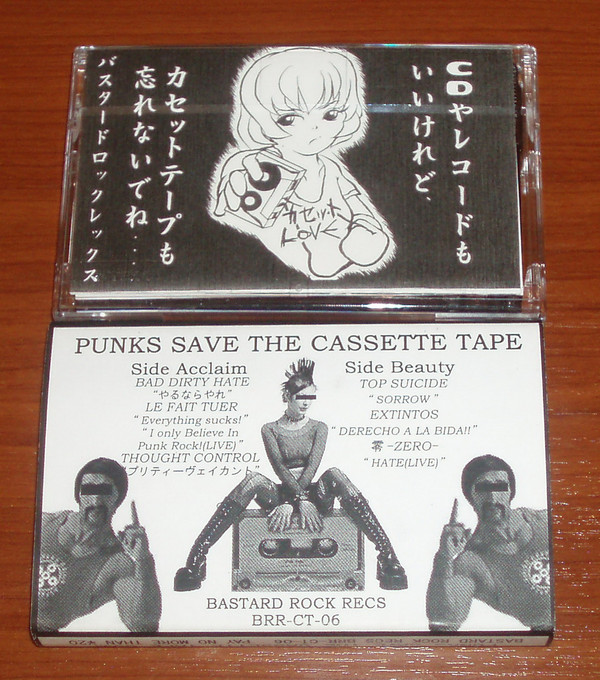 CDやレコードも
いいけれど、
カセットテープも
忘れないでね....
バスタードロックレックス
カセット
LOVE
PUNKS SAVE THE CASSETTE TAPE
Side Acclaim
BAD DIRTY HATE
"やるならやれ"
LE FAIT TUER
"Everything sucks!"
"I only Believe In
Punk Rock!(LIVE)"
THOUGHT CONTROL
"プリティーヴェイカント"
Side Beauty
TOP SUICIDE
"SORROW"
EXTINTOS
"DERECHO A LA BIDA!!"
零-ZERO-
"HATE(LIVE)"
BASTARD ROCK RECS
BRR-CT-06
BASTARD ROCK RECS BRR-CT-06 PAY NO MORE THAN ¥20